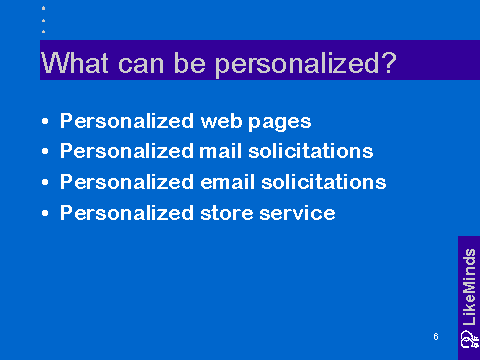 What can be personalized?
• Personalized web pages
• Personalized mail solicitations
• Personalized email solicitations
• Personalized store service
LikeMinds
6